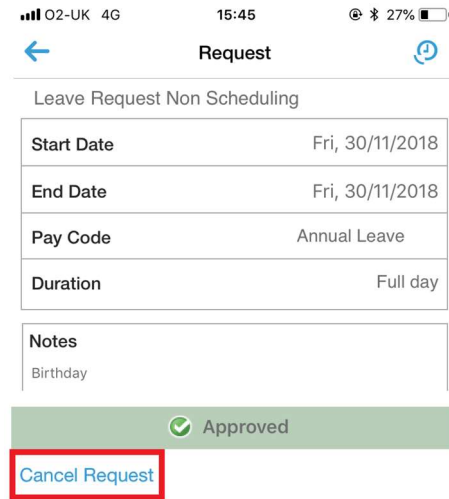 O2-UK 4G 15:45 27%
Request
Leave Request Non Scheduling
Start Date Fri, 30/11/2018
End Date Fri, 30/11/2018
Pay Code Annual Leave
Duration Full day
Notes
Birthday
Approved
Cancel Request